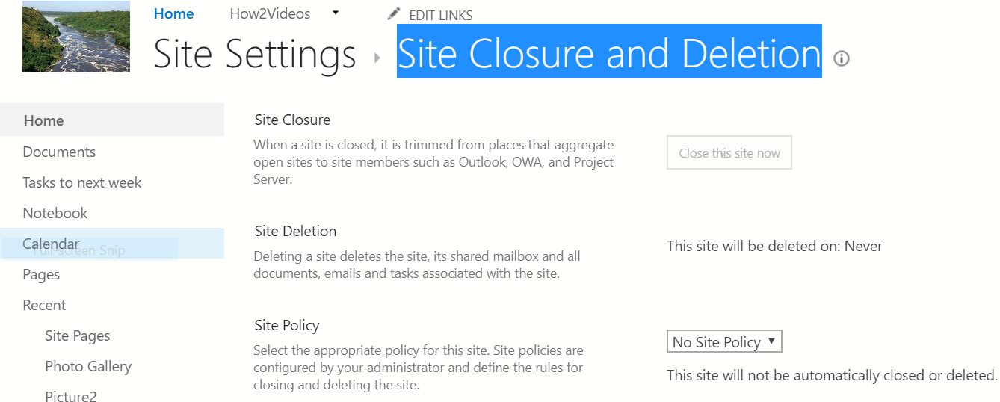 Home How2Videos EDIT LINKS
Site Settings Site Closure and Deletion
Home
Documents
Tasks to next week
Notebook
Calendar
Full-screen Snip
Pages
Recent
Site Pages
Photo Gallery
Picture2
Site Closure
When a site is closed, it is trimmed from places that aggregate
open sites to site members such as Outlook, OWA, and Project
Server.
Close this site now
Site Deletion
Deleting a site deletes the site, its shared mailbox and all
documents, emails and tasks associated with the site.
This site will be deleted on: Never
Site Policy
Select the appropriate policy for this site. Site policies are
configured by your administrator and define the rules for
closing and deleting the site.
No Site Policy
This site will not be automatically closed or deleted.